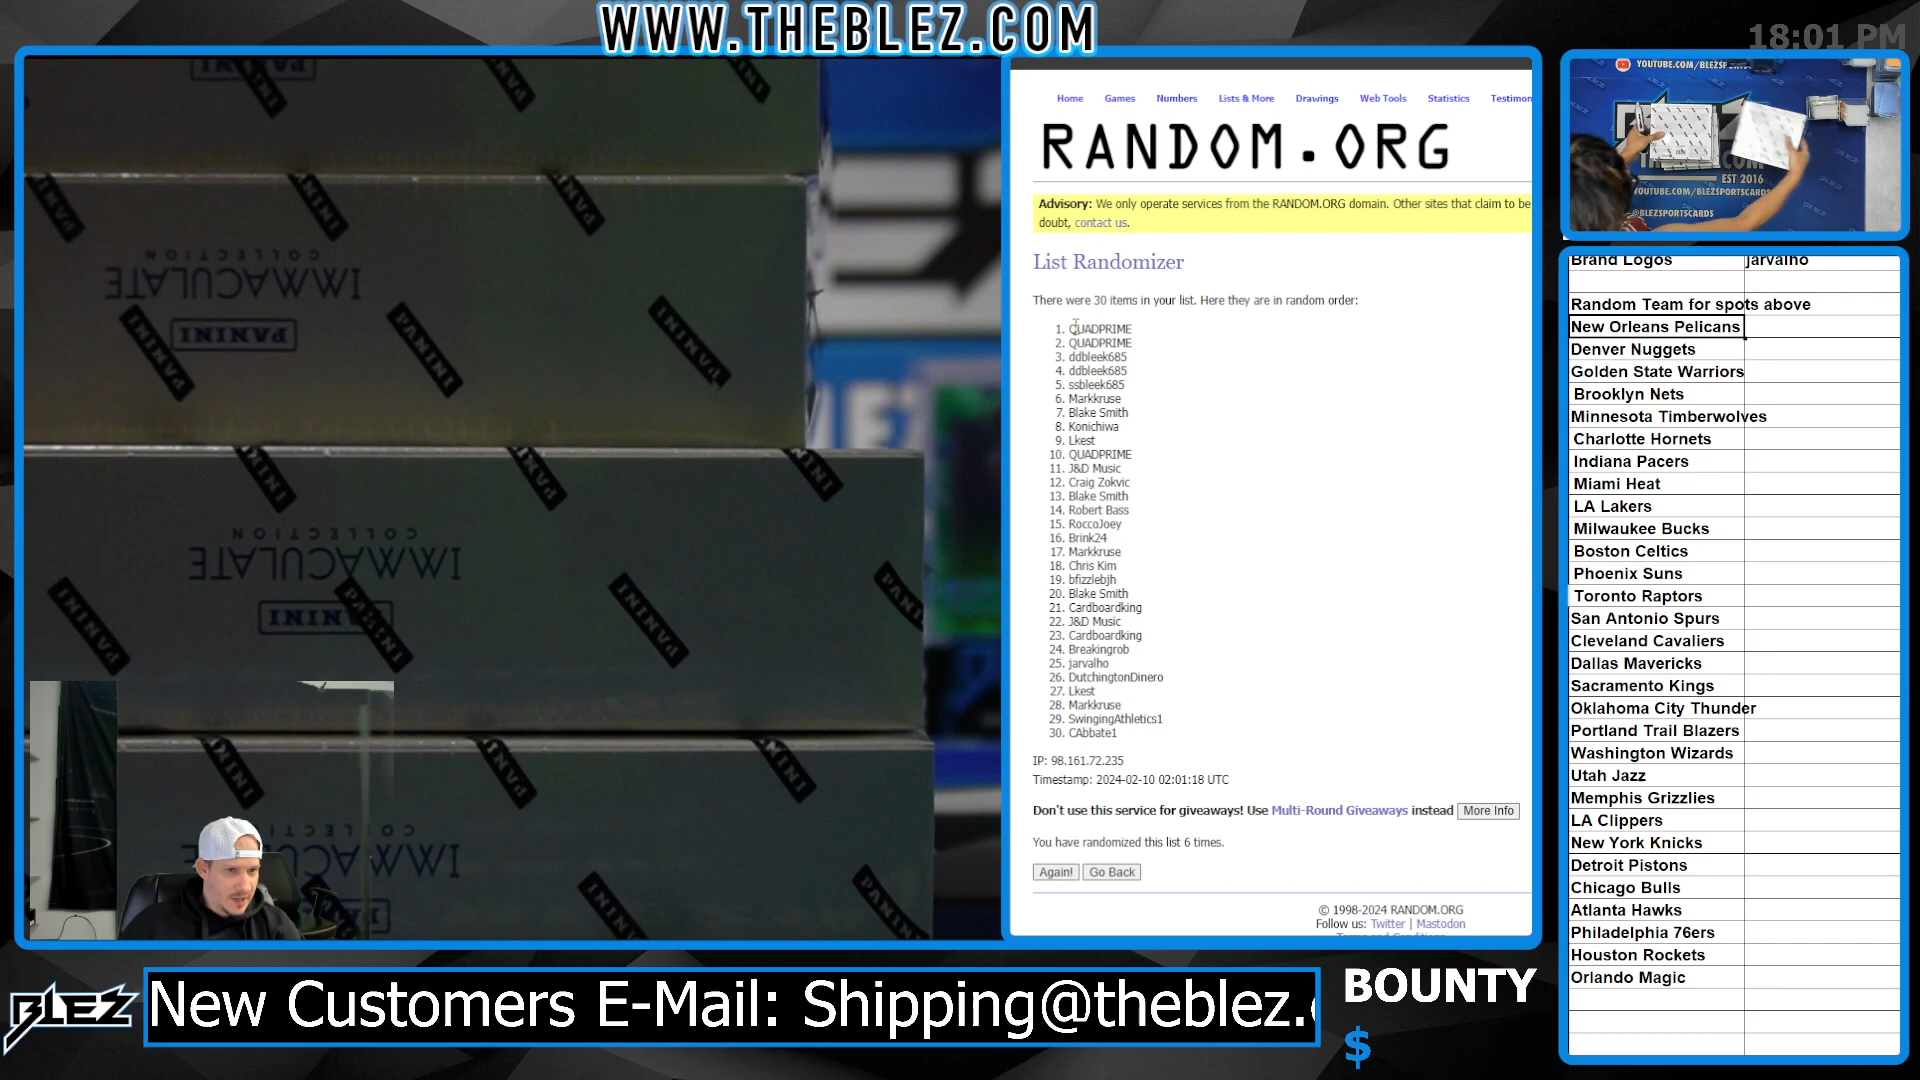 WWW.THEBLEZ.COM
18:01 PM
PANINI
IMMACULATE
COLLECTION
PANINI
IMMACULATE
COLLECTION
PANINI
Home Games Numbers Lists & More Drawings Web Tools Statistics Testimon
RANDOM.ORG
Advisory: We only operate services from the RANDOM.ORG domain. Other sites that claim to be
doubt, contact us.
List Randomizer
There were 30 items in your list. Here they are in random order:
1. QUADPRIME
2. QUADPRIME
3. ddbleek685
4. ddbleek685
5. ssbleek685
6. Markkruse
7. Blake Smith
8. Konichiwa
9. Lkest
10. QUADPRIME
11. J&D Music
12. Craig Zokvic
13. Blake Smith
14. Robert Bass
15. RoccoJoey
16. Brink24
17. Markkruse
18. Chris Kim
19. bfizzlebjh
20. Blake Smith
21. Cardboardking
22. J&D Music
23. Cardboardking
24. Breakingrob
25. jarvalho
26. DutchingtonDinero
27. Lkest
28. Markkruse
29. SwingingAthletics1
30. CAbbate1
IP: 98.161.72.235
Timestamp: 2024-02-10 02:01:18 UTC
Don't use this service for giveaways! Use Multi-Round Giveaways instead More Info
You have randomized this list 6 times.
Again! Go Back
© 1998-2024 RANDOM.ORG
Follow us: Twitter | Mastodon
YOUTUBE.COM/BLEZSP
EST 2016
YOUTUBE.COM/BLEZSPORTSCARDS
@BLEZSPORTSCARDS
Brand Logos jarvalho
Random Team for spots above
New Orleans Pelicans
Denver Nuggets
Golden State Warriors
Brooklyn Nets
Minnesota Timberwolves
Charlotte Hornets
Indiana Pacers
Miami Heat
LA Lakers
Milwaukee Bucks
Boston Celtics
Phoenix Suns
Toronto Raptors
San Antonio Spurs
Cleveland Cavaliers
Dallas Mavericks
Sacramento Kings
Oklahoma City Thunder
Portland Trail Blazers
Washington Wizards
Utah Jazz
Memphis Grizzlies
LA Clippers
New York Knicks
Detroit Pistons
Chicago Bulls
Atlanta Hawks
Philadelphia 76ers
Houston Rockets
Orlando Magic
BLEZ
New Customers E-Mail: Shipping@theblez.
BOUNTY
$